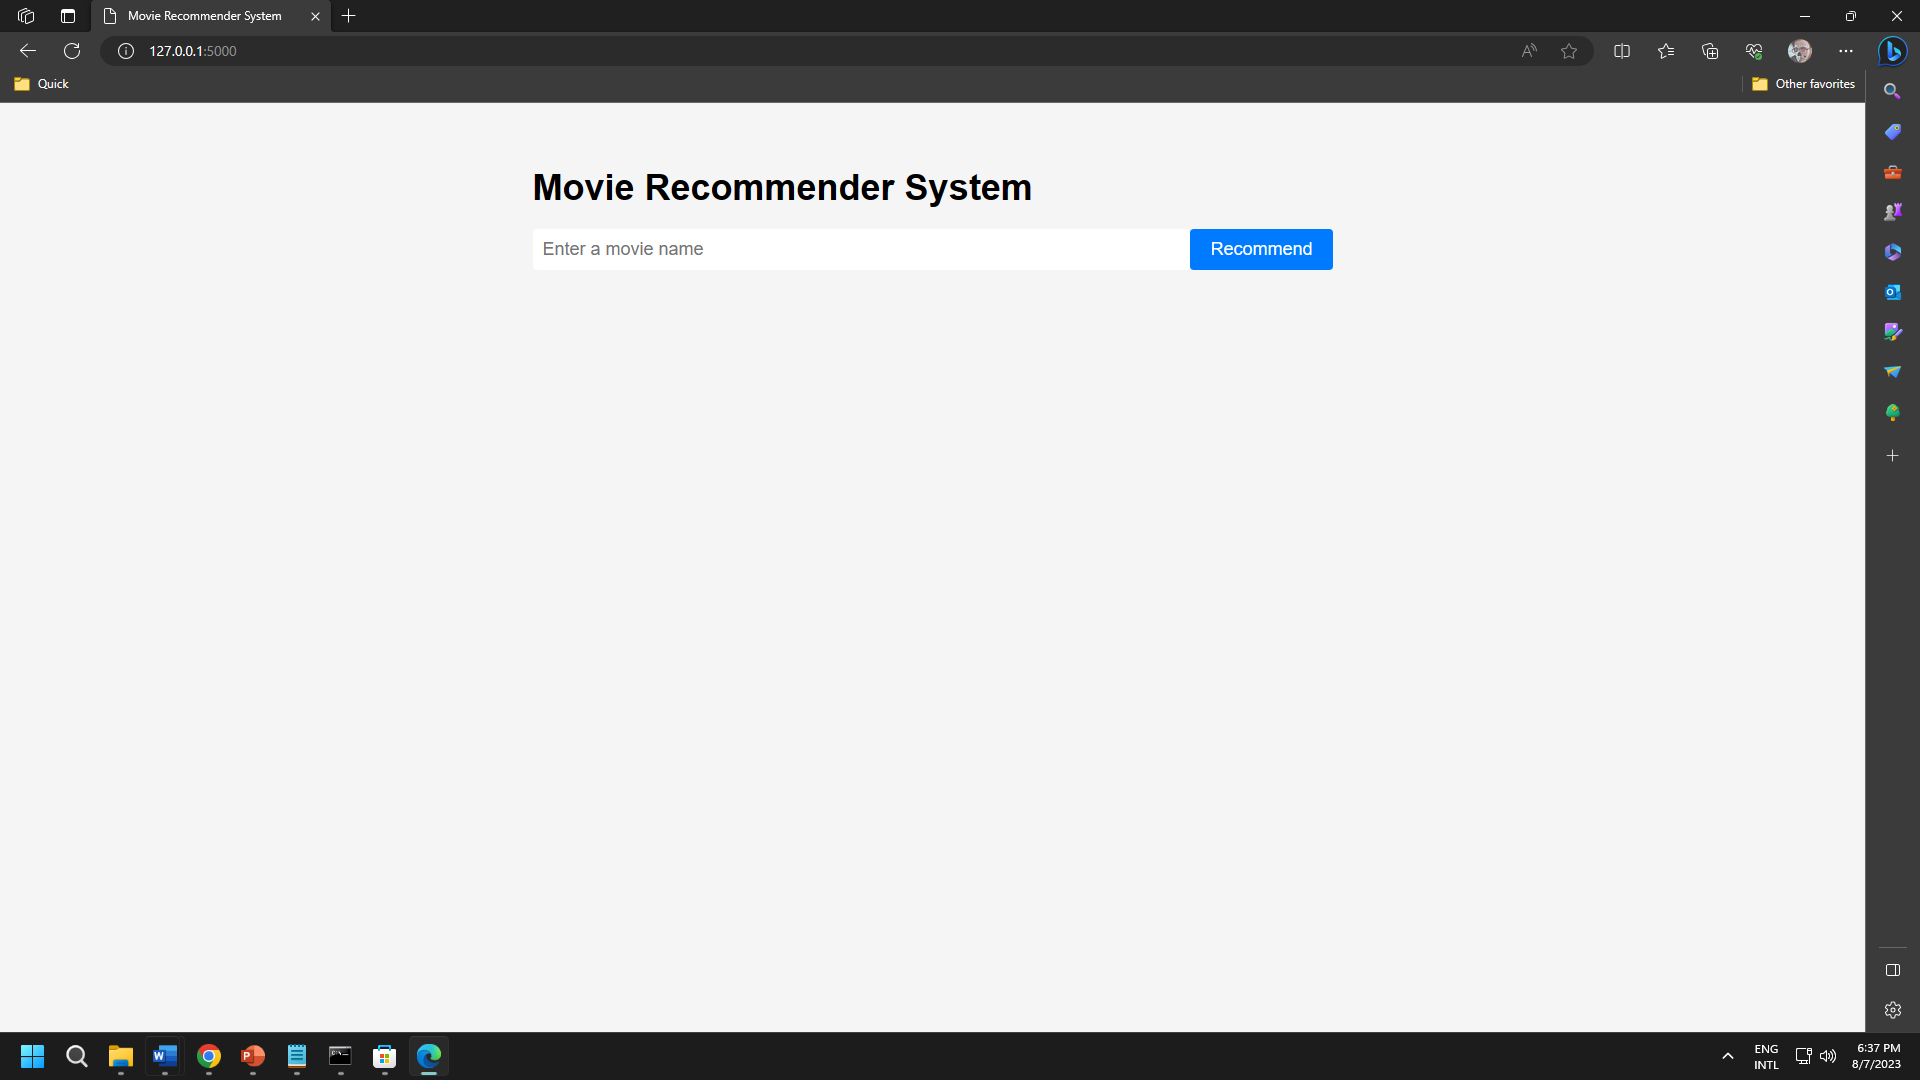 Movie Recommender System
127.0.0.1:5000
Quick
Other favorites
Movie Recommender System
Enter a movie name
Recommend
ENG
INTL
6:37 PM
8/7/2023